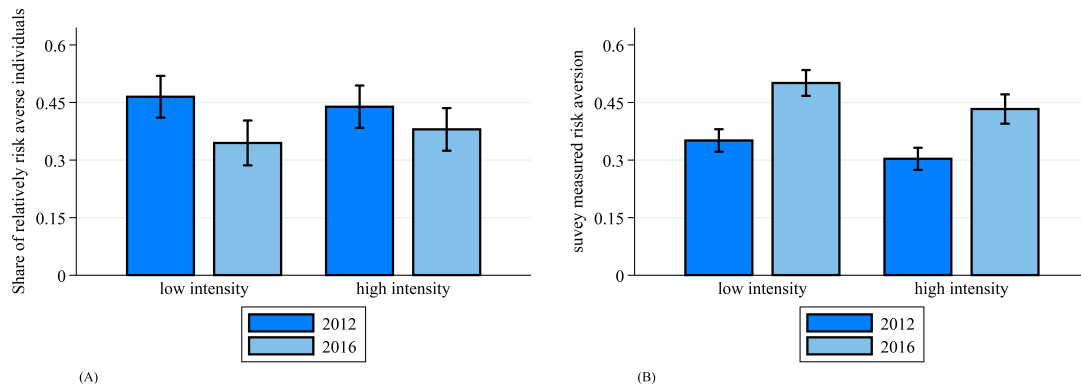 Share of relatively risk averse individuals
0.6
0.45
0.3
0.15
0
low intensity
high intensity
2012
2016
(A)
suvey measured risk aversion
0.6
0.45
0.3
0.15
0
low intensity
high intensity
2012
2016
(B)